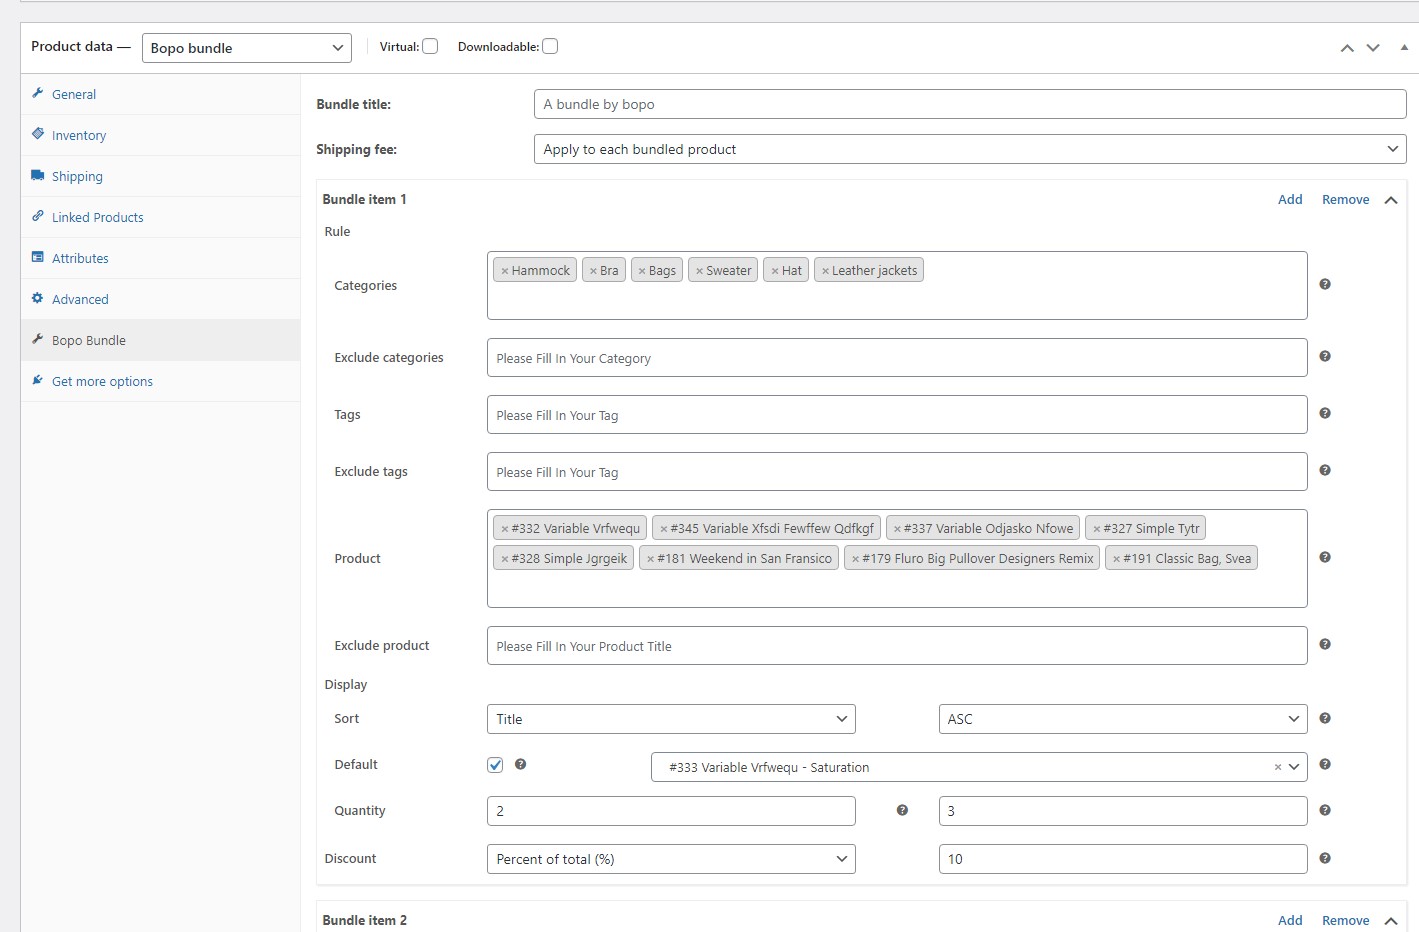 Product data — Bopo bundle Virtual: Downloadable:
General
Inventory
Shipping
Linked Products
Attributes
Advanced
Bopo Bundle
Get more options
Bundle title: A bundle by bopo
Shipping fee: Apply to each bundled product
Bundle item 1 Add Remove
Rule
Categories × Hammock × Bra × Bags × Sweater × Hat × Leather jackets
Exclude categories Please Fill In Your Category
Tags Please Fill In Your Tag
Exclude tags Please Fill In Your Tag
Product
× #332 Variable Vrfwequ × #345 Variable Xfsdi Fewffew Qdfkgf × #337 Variable Odjasko Nfowe × #327 Simple Tytr
× #328 Simple Jgrgeik × #181 Weekend in San Fransico × #179 Fluro Big Pullover Designers Remix × #191 Classic Bag, Svea
Exclude product Please Fill In Your Product Title
Display
Sort Title ASC
Default #333 Variable Vrfwequ - Saturation ×
Quantity 2 3
Discount Percent of total (%) 10
Bundle item 2 Add Remove